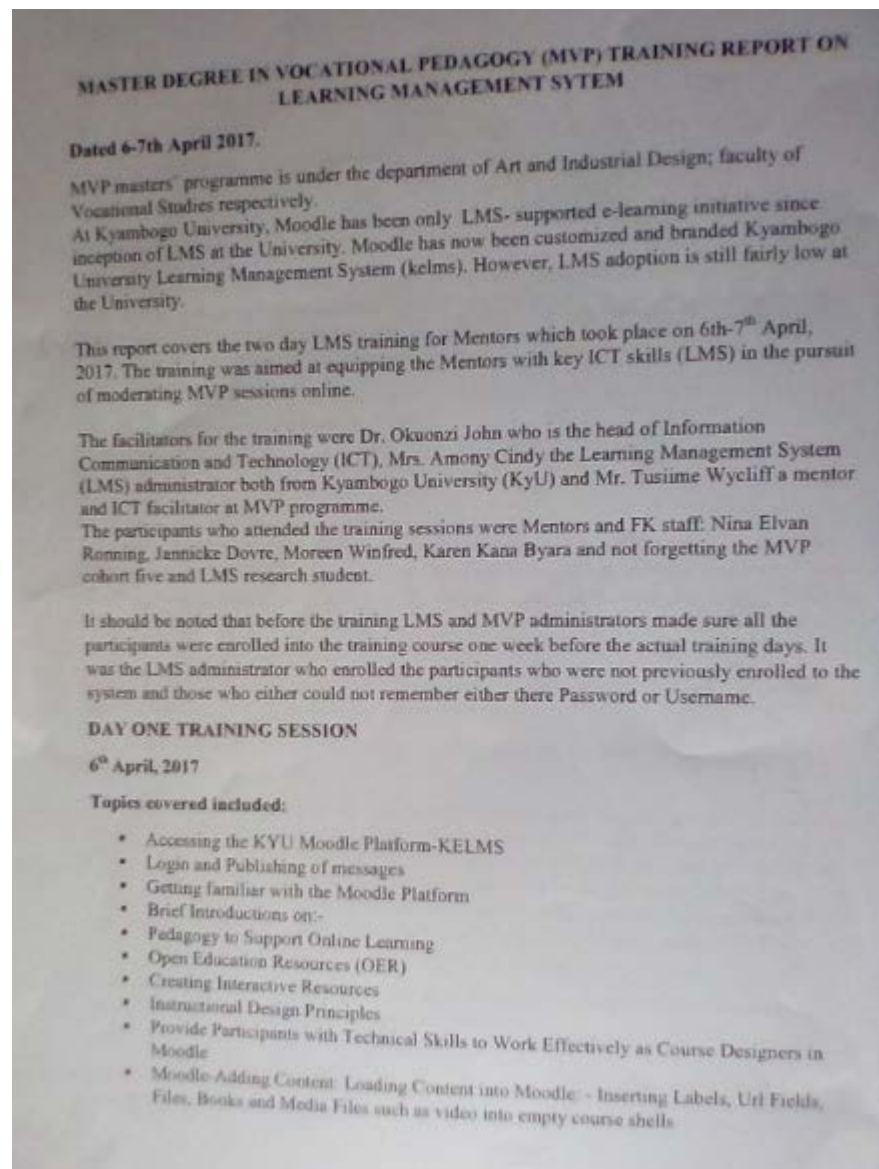 MASTER DEGREE IN VOCATIONAL PEDAGOGY (MVP) TRAINING REPORT ON
LEARNING MANAGEMENT SYTEM
Dated 6-7th April 2017.
MVP masters' programme is under the department of Art and Industrial Design; faculty of
Vocational Studies respectively.
At Kyambogo University, Moodle has been only LMS- supported e-learning initiative since
inception of LMS at the University. Moodle has now been customized and branded Kyambogo
University Learning Management System (kelms). However, LMS adoption is still fairly low at
the University.
This report covers the two day LMS training for Mentors which took place on 6th-7th April,
2017. The training was aimed at equipping the Mentors with key ICT skills (LMS) in the pursuit
of moderating MVP sessions online.
The facilitators for the training were Dr. Okuonzi John who is the head of Information
Communication and Technology (ICT), Mrs. Amony Cindy the Learning Management System
(LMS) administrator both from Kyambogo University (KyU) and Mr. Tusiime Wycliff a mentor
and ICT facilitator at MVP programme.
The participants who attended the training sessions were Mentors and FK staff: Nina Elvan
Ronning, Jannicke Dovre, Moreen Winfred, Karen Kana Byara and not forgetting the MVP
cohort five and LMS research student.
It should be noted that before the training LMS and MVP administrators made sure all the
participants were enrolled into the training course one week before the actual training days. It
was the LMS administrator who enrolled the participants who were not previously enrolled to the
system and those who either could not remember either there Password or Username.
DAY ONE TRAINING SESSION
6th April, 2017
Topics covered included:
• Accessing the KYU Moodle Platform-KELMS
• Login and Publishing of messages
• Getting familiar with the Moodle Platform
• Brief Introductions on:-
• Pedagogy to Support Online Learning
• Open Education Resources (OER)
• Creating Interactive Resources
• Instructional Design Principles
• Provide Participants with Technical Skills to Work Effectively as Course Designers in
Moodle
• Moodle-Adding Content: Loading Content into Moodle: - Inserting Labels, Url Fields,
Files, Books and Media Files such as video into empty course shells